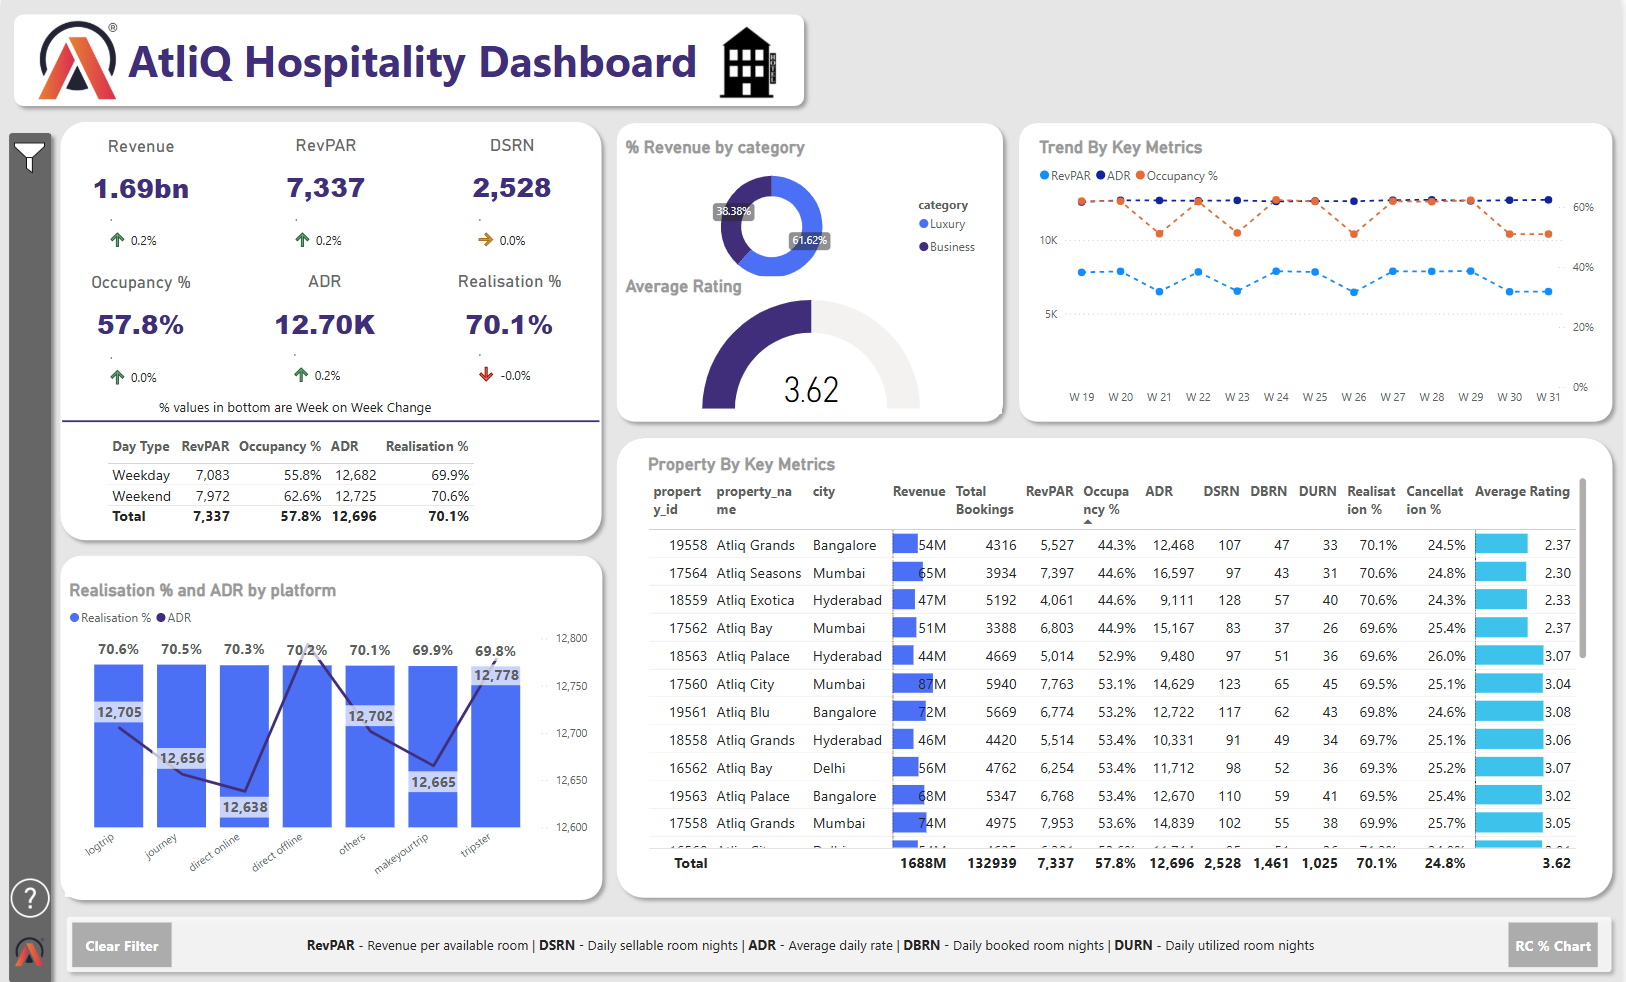 ®
AtliQ Hospitality Dashboard
HOTEL
Revenue
RevPAR
DSRN
1.69bn
7,337
2,528
0.2%
0.2%
0.0%
Occupancy %
ADR
Realisation %
57.8%
12.70K
70.1%
0.0%
0.2%
-0.0%
% values in bottom are Week on Week Change
Day Type RevPAR Occupancy % ADR Realisation %
Weekday 7,083 55.8% 12,682 69.9%
Weekend 7,972 62.6% 12,725 70.6%
Total 7,337 57.8% 12,696 70.1%
% Revenue by category
38.38%
61.62%
category
Luxury
Business
Average Rating
3.62
Trend By Key Metrics
RevPAR ADR Occupancy %
60%
10K
40%
5K
20%
0%
W 19 W 20 W 21 W 22 W 23 W 24 W 25 W 26 W 27 W 28 W 29 W 30 W 31
Realisation % and ADR by platform
Realisation % ADR
70.6% 70.5% 70.3% 70.2% 70.1% 69.9% 69.8%
12,800
12,750
12,700
12,650
12,600
12,705
12,656
12,638
12,702
12,665
12,778
logtrip
journey
direct online
direct offline
others
makeyourtrip
tripster
Property By Key Metrics
propert property_na city Revenue Total RevPAR Occupa ADR DSRN DBRN DURN Realisat Cancellat Average Rating
y_id me Bookings ncy % ion % ion %
19558 Atliq Grands Bangalore 54M 4316 5,527 44.3% 12,468 107 47 33 70.1% 24.5% 2.37
17564 Atliq Seasons Mumbai 65M 3934 7,397 44.6% 16,597 97 43 31 70.6% 24.8% 2.30
18559 Atliq Exotica Hyderabad 47M 5192 4,061 44.6% 9,111 128 57 40 70.6% 24.3% 2.33
17562 Atliq Bay Mumbai 51M 3388 6,803 44.9% 15,167 83 37 26 69.6% 25.4% 2.37
18563 Atliq Palace Hyderabad 44M 4669 5,014 52.9% 9,480 97 51 36 69.6% 26.0% 3.07
17560 Atliq City Mumbai 87M 5940 7,763 53.1% 14,629 123 65 45 69.5% 25.1% 3.04
19561 Atliq Blu Bangalore 72M 5669 6,774 53.2% 12,722 117 62 43 69.8% 24.6% 3.08
18558 Atliq Grands Hyderabad 46M 4420 5,514 53.4% 10,331 91 49 34 69.7% 25.1% 3.06
16562 Atliq Bay Delhi 56M 4762 6,254 53.4% 11,712 98 52 36 69.3% 25.2% 3.07
19563 Atliq Palace Bangalore 68M 5347 6,768 53.4% 12,670 110 59 41 69.5% 25.4% 3.02
17558 Atliq Grands Mumbai 74M 4975 7,953 53.6% 14,839 102 55 38 69.9% 25.7% 3.05
Total 1688M 132939 7,337 57.8% 12,696 2,528 1,461 1,025 70.1% 24.8% 3.62
?
Clear Filter
RevPAR - Revenue per available room | DSRN - Daily sellable room nights | ADR - Average daily rate | DBRN - Daily booked room nights | DURN - Daily utilized room nights
RC % Chart